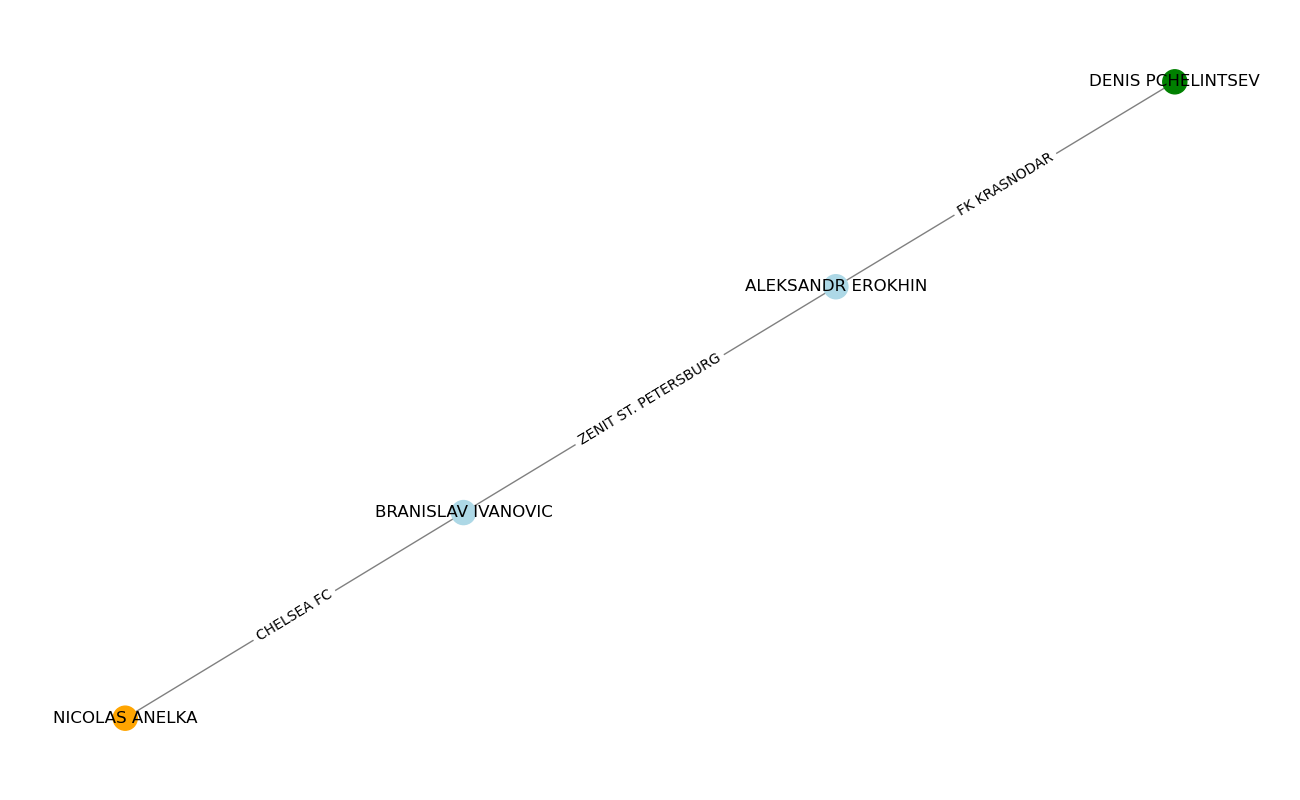 DENIS PCHELINTSEV
FK KRASNODAR
ALEKSANDR EROKHIN
ZENIT ST. PETERSBURG
BRANISLAV IVANOVIC
CHELSEA FC
NICOLAS ANELKA